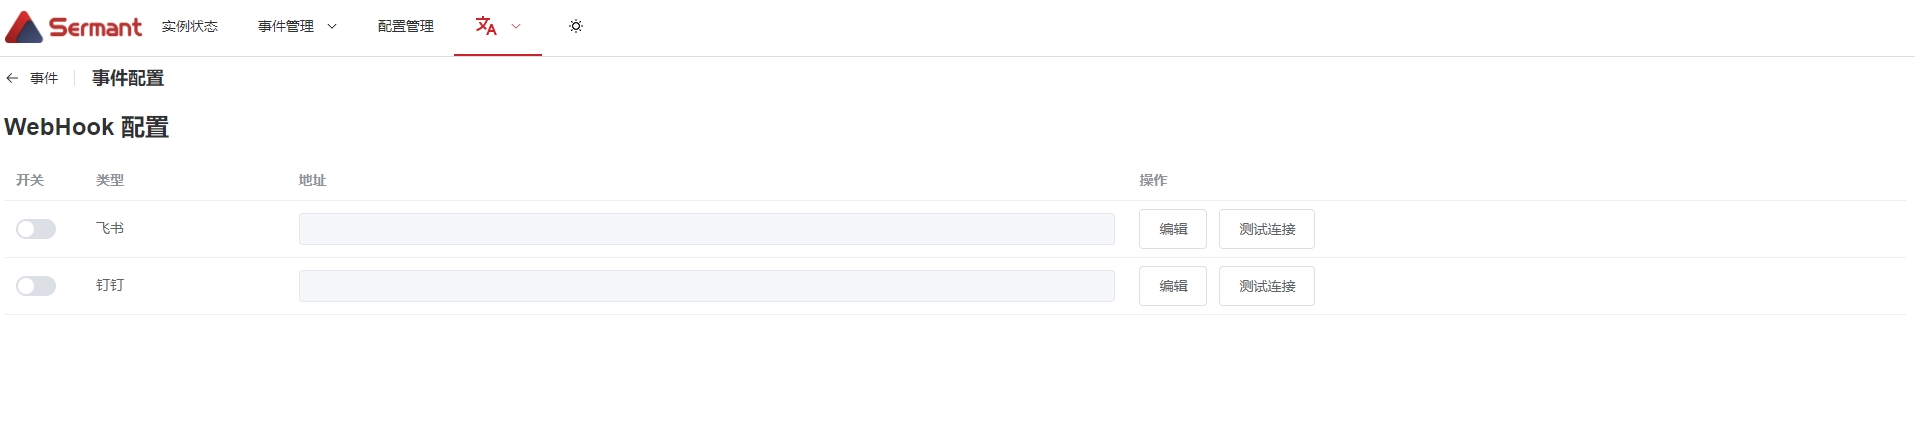 Sermant 实例状态 事件管理 配置管理
事件 事件配置
WebHook 配置
开关 类型 地址 操作
飞书 编辑 测试连接
钉钉 编辑 测试连接